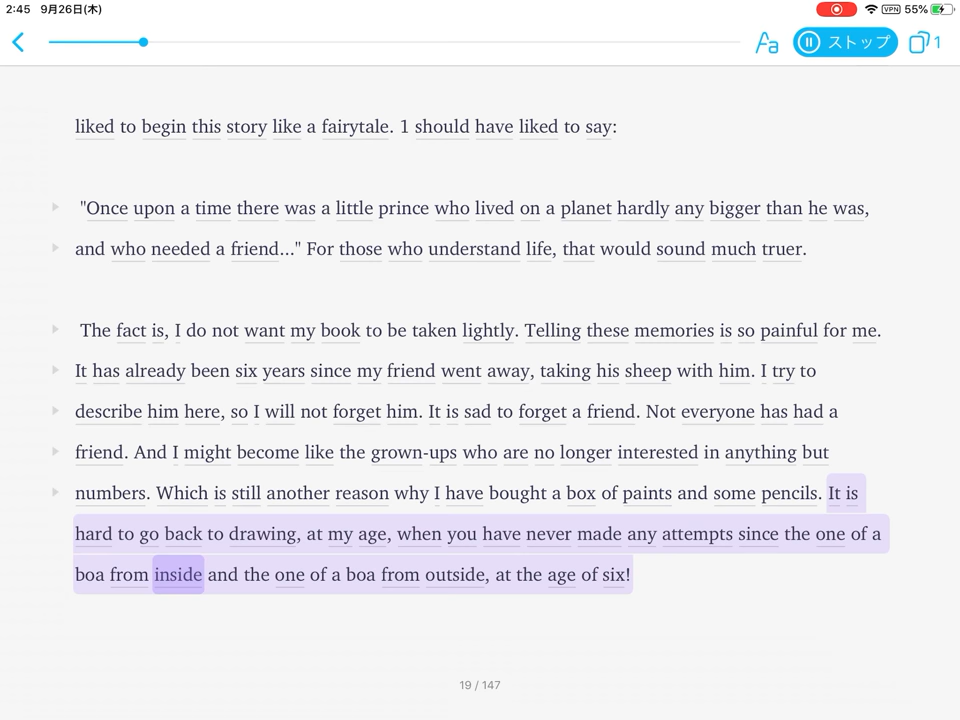 2:45 9月26日(木)
VPN 55%
AA ストップ 1
liked to begin this story like a fairytale. 1 should have liked to say:
"Once upon a time there was a little prince who lived on a planet hardly any bigger than he was,
and who needed a friend..." For those who understand life, that would sound much truer.
The fact is, I do not want my book to be taken lightly. Telling these memories is so painful for me.
It has already been six years since my friend went away, taking his sheep with him. I try to
describe him here, so I will not forget him. It is sad to forget a friend. Not everyone has had a
friend. And I might become like the grown-ups who are no longer interested in anything but
numbers. Which is still another reason why I have bought a box of paints and some pencils. It is
hard to go back to drawing, at my age, when you have never made any attempts since the one of a
boa from inside and the one of a boa from outside, at the age of six!
19 / 147